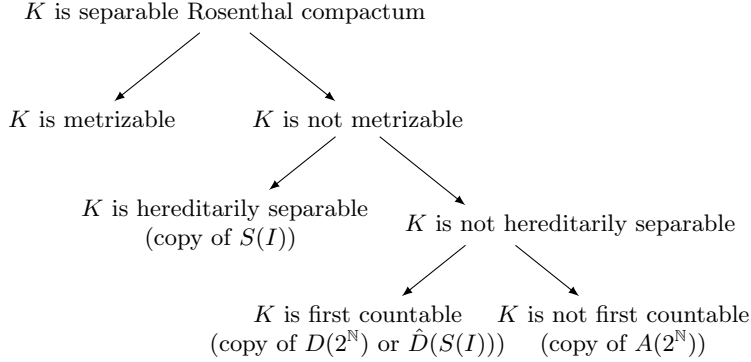 K is separable Rosenthal compactum
K is metrizable
K is not metrizable
K is hereditarily separable
(copy of S(I))
K is not hereditarily separable
K is first countable
(copy of D(2^ℕ) or D̂(S(I)))
K is not first countable
(copy of A(2^ℕ))